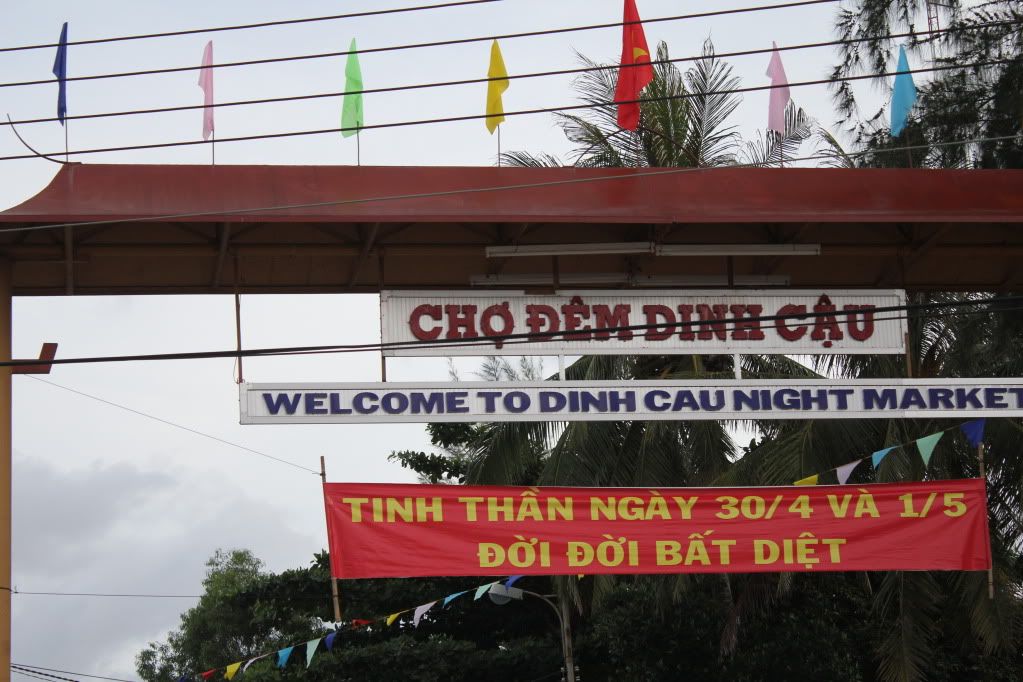 CHỢ ĐÊM DINH CẬU
WELCOME TO DINH CAU NIGHT MARKET
TINH THẦN NGÀY 30/4 VÀ 1/5
ĐỜI ĐỜI BẤT DIỆT